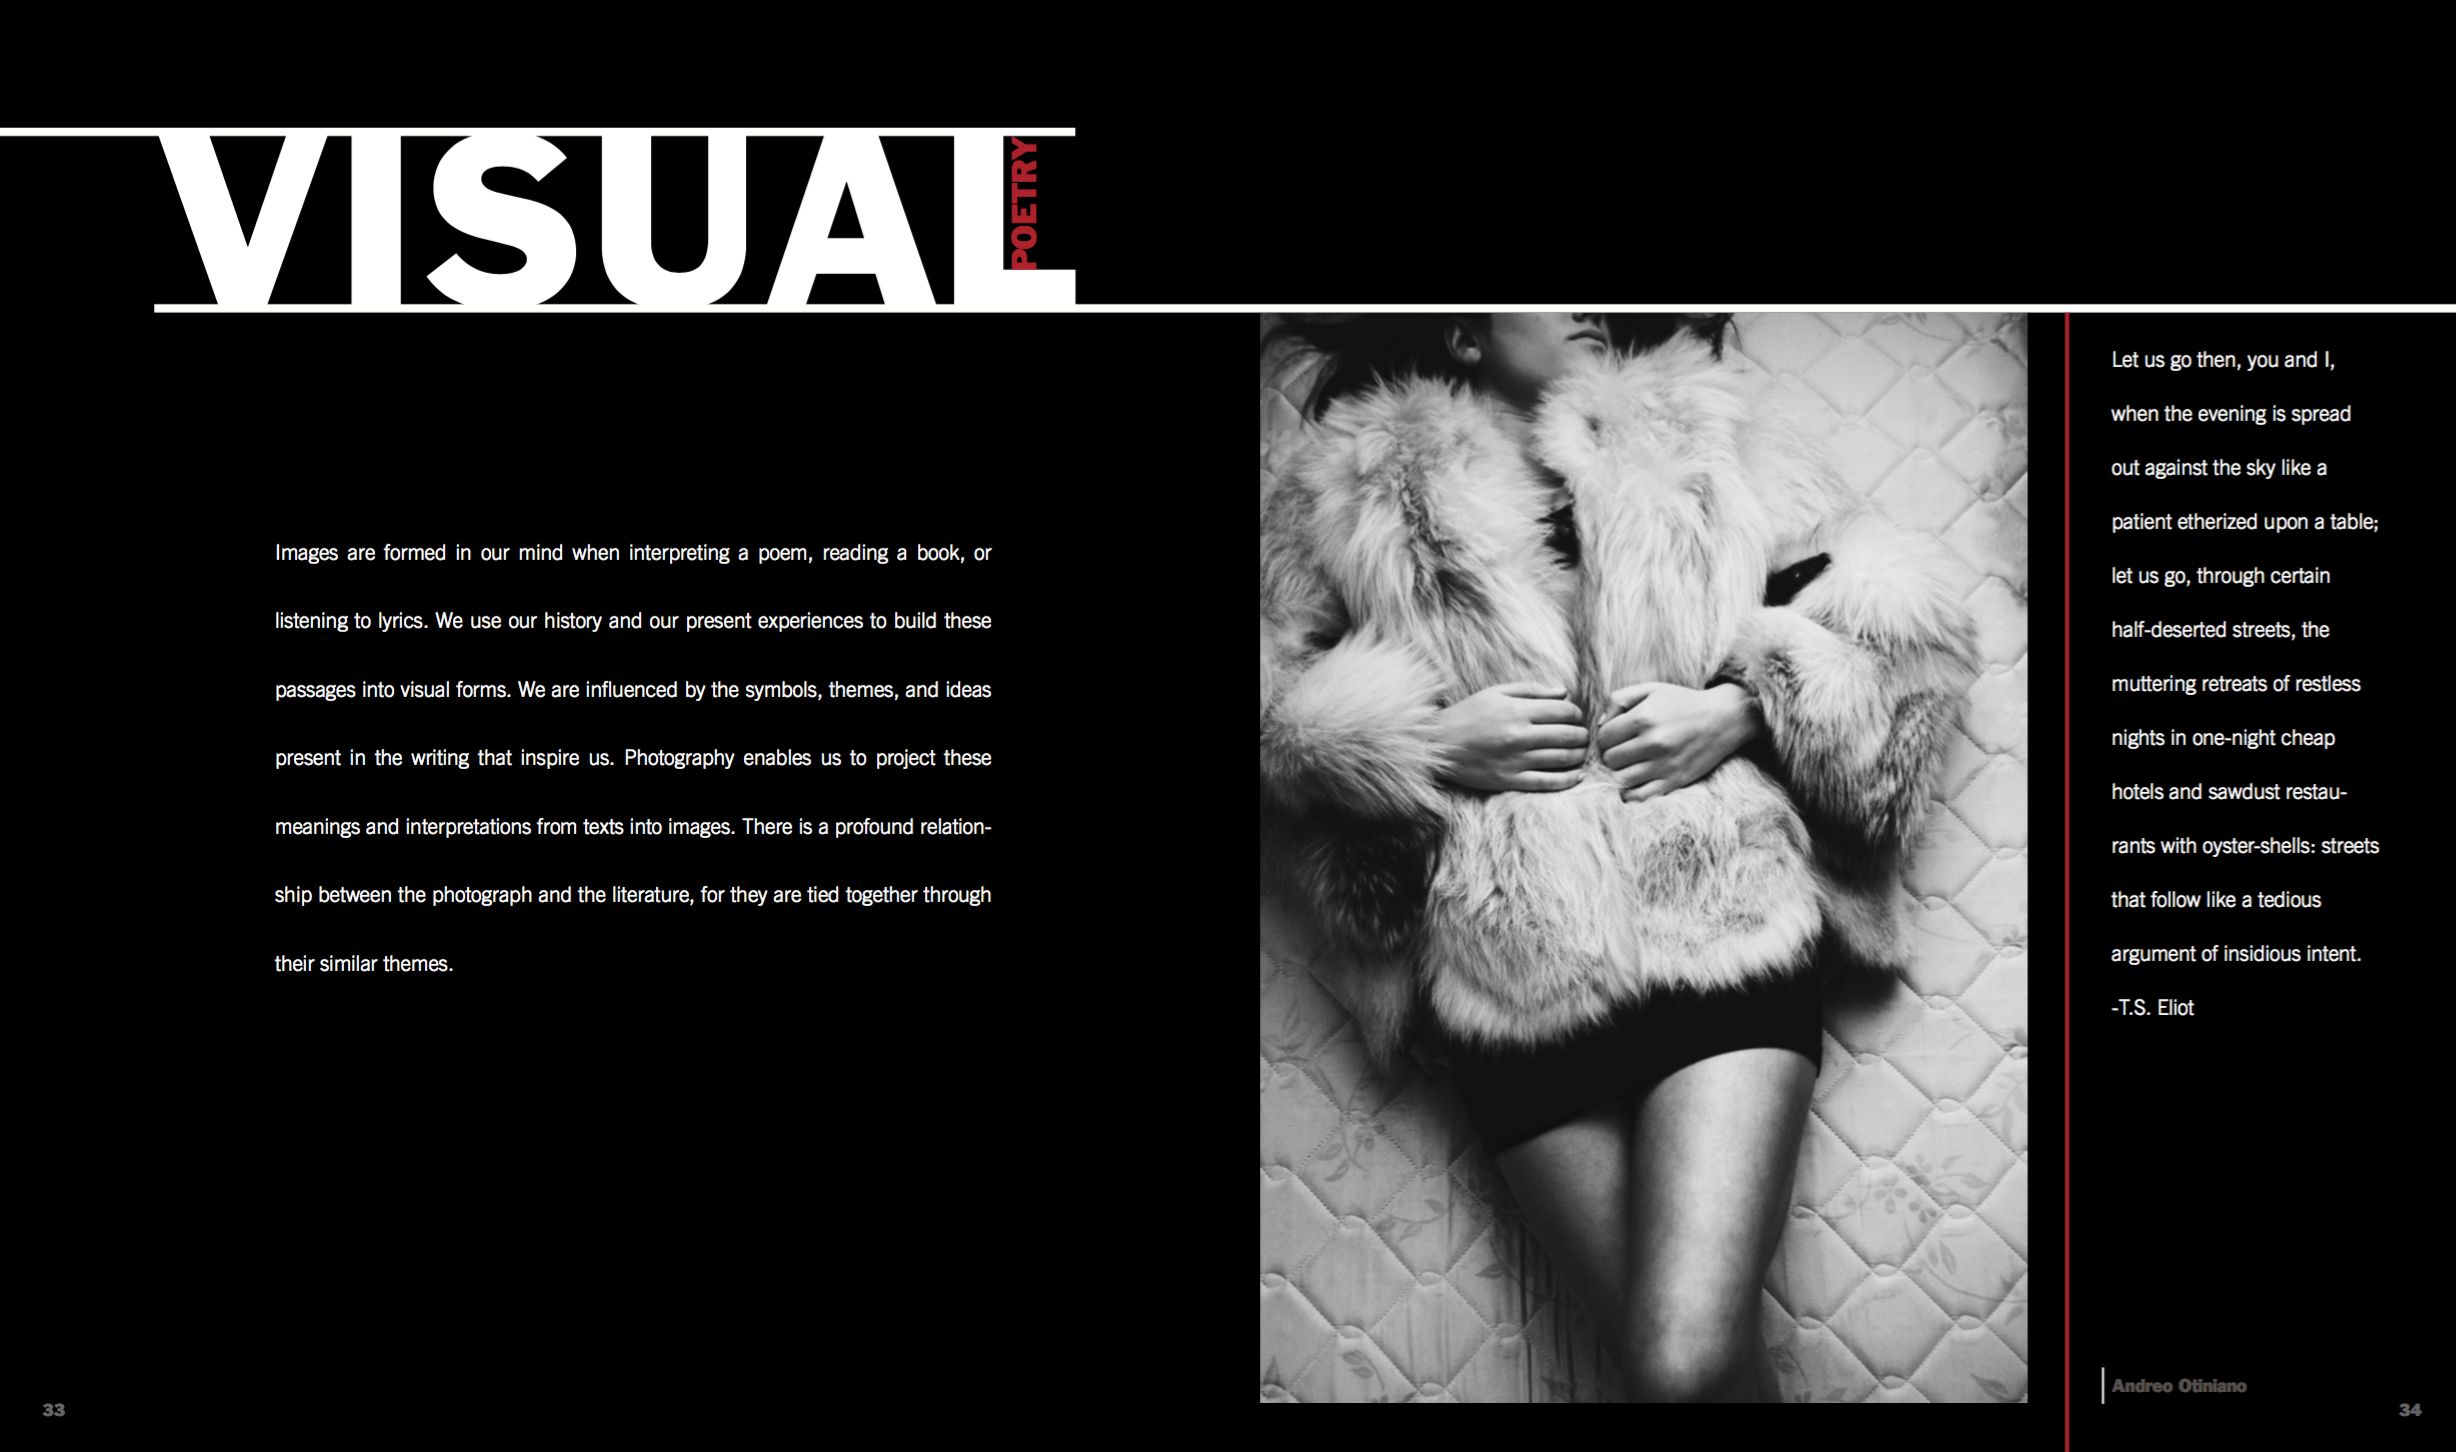 VISUAL
POETRY
Images are formed in our mind when interpreting a poem, reading a book, or
listening to lyrics. We use our history and our present experiences to build these
passages into visual forms. We are influenced by the symbols, themes, and ideas
present in the writing that inspire us. Photography enables us to project these
meanings and interpretations from texts into images. There is a profound relation-
ship between the photograph and the literature, for they are tied together through
their similar themes.
33
Let us go then, you and I,
when the evening is spread
out against the sky like a
patient etherized upon a table;
let us go, through certain
half-deserted streets, the
muttering retreats of restless
nights in one-night cheap
hotels and sawdust restau-
rants with oyster-shells: streets
that follow like a tedious
argument of insidious intent.
-T.S. Eliot
Andreo Otiniano
34